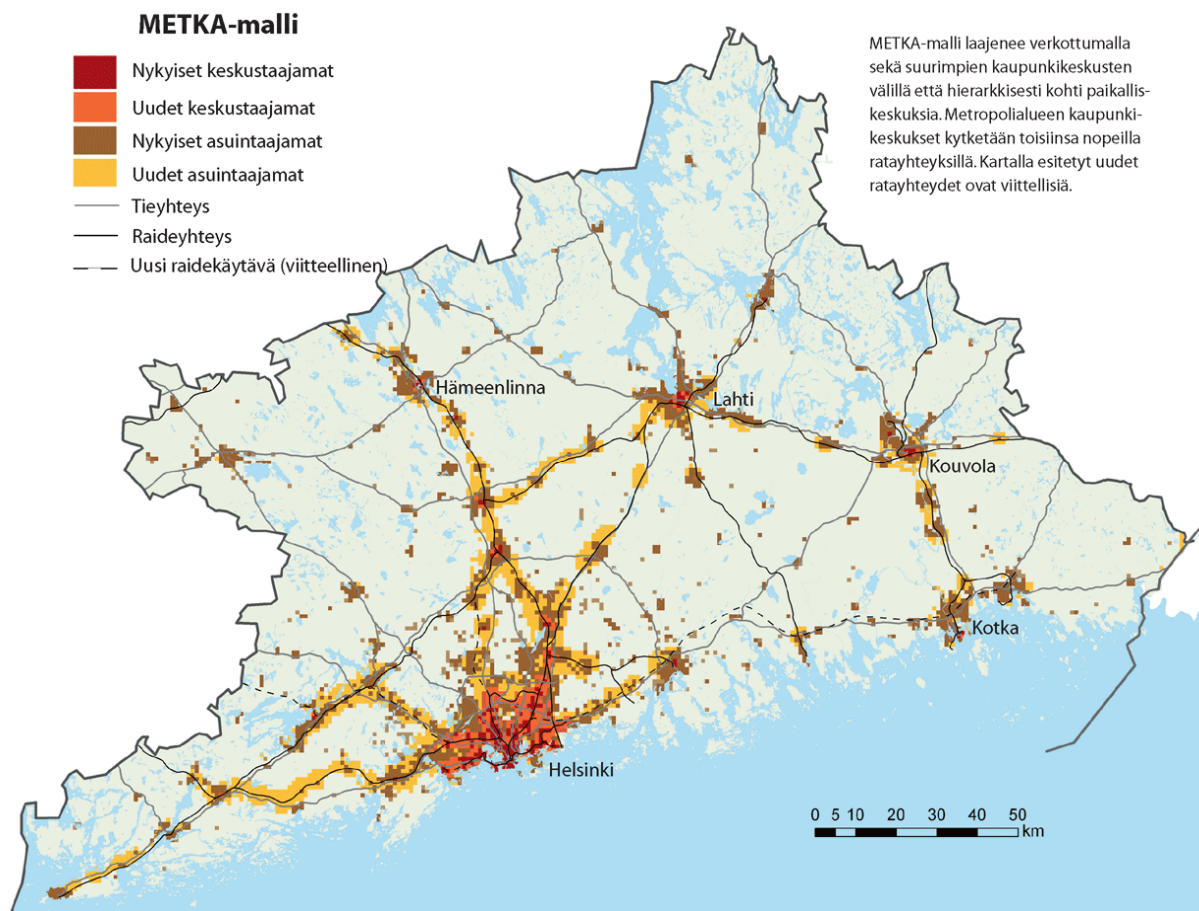 METKA-malli
Nykyiset keskustaajamat
Uudet keskustaajamat
Nykyiset asuintaajamat
Uudet asuintaajamat
Tieyhteys
Raideyhteys
Uusi raidekäytävä (viitteellinen)
METKA-malli laajenee verkottumalla
sekä suurimpien kaupunkikeskusten
välillä että hierarkkisesti kohti paikallis-
keskuksia. Metropolialueen kaupunki-
keskukset kytketään toisiinsa nopeilla
ratayhteyksillä. Kartalla esitetyt uudet
ratayhteydet ovat viittellisiä.
Hämeenlinna
Lahti
Kouvola
Kotka
Helsinki
0 5 10 20 30 40 50
km